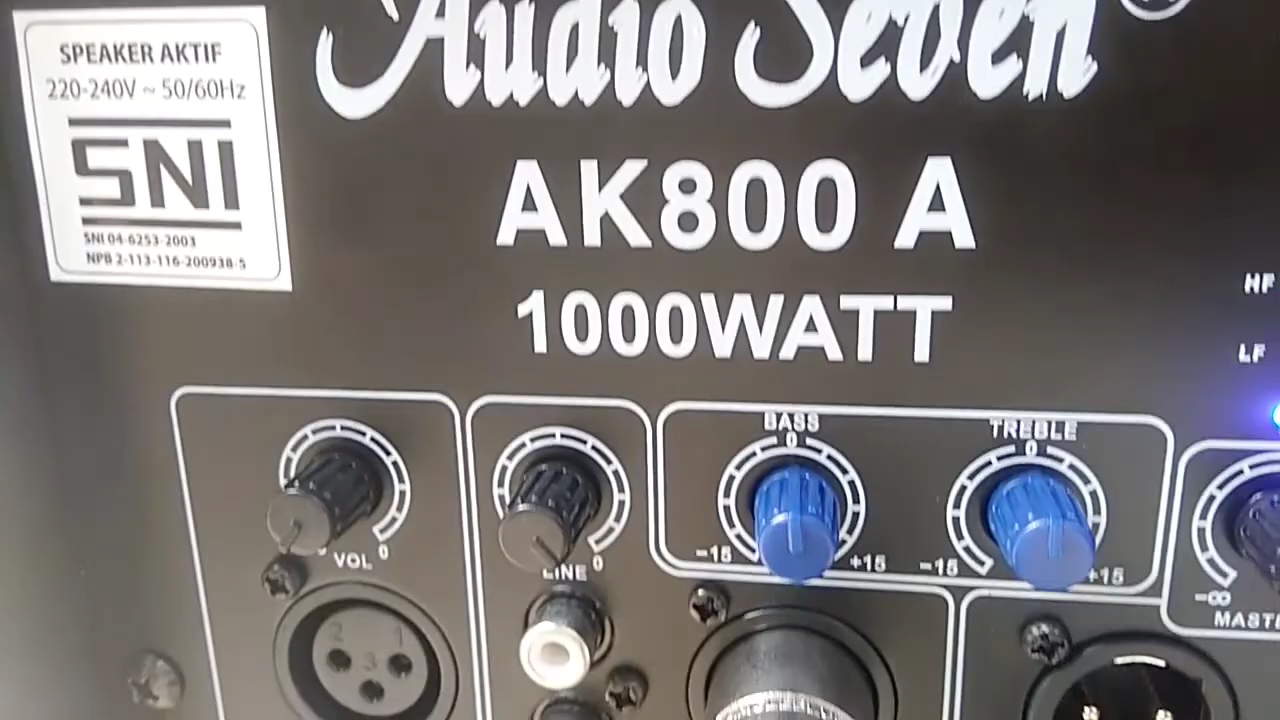 Audio Seven
SPEAKER AKTIF
220-240V ~ 50/60Hz
SNI
SNI 04-6253-2003
NPB 2-113-116-200938-5
AK800 A
1000WATT
HF
LF
BASS
0
-15
+15
TREBLE
0
-15
+15
VOL
0
LINE
0
-∞
2
1
3